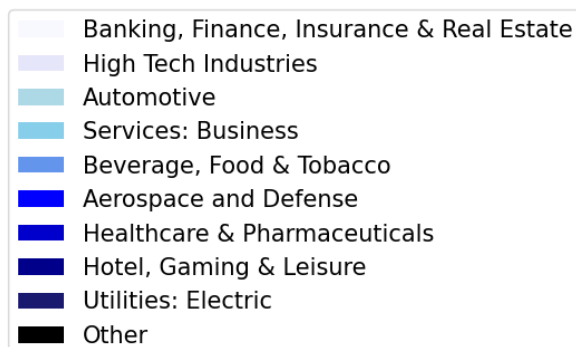 Banking, Finance, Insurance & Real Estate
High Tech Industries
Automotive
Services: Business
Beverage, Food & Tobacco
Aerospace and Defense
Healthcare & Pharmaceuticals
Hotel, Gaming & Leisure
Utilities: Electric
Other